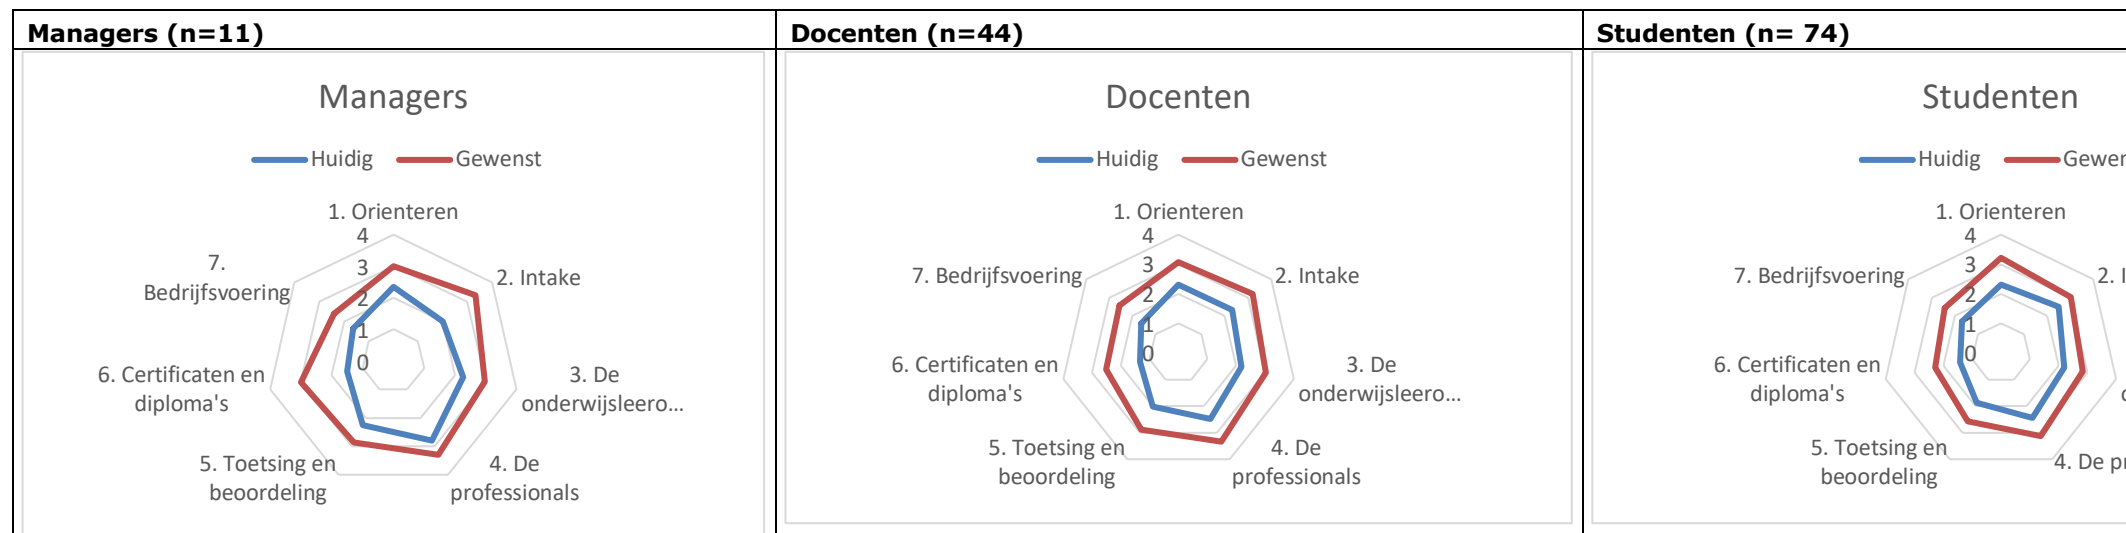 Managers (n=11)
Managers
Huidig Gewenst
1. Orienteren
4
3
2
1
0
2. Intake
3. De
onderwijsleero...
4. De
professionals
5. Toetsing en
beoordeling
6. Certificaten en
diploma's
7.
Bedrijfsvoering
Docenten (n=44)
Docenten
Huidig Gewenst
1. Orienteren
4
3
2
1
0
2. Intake
3. De
onderwijsleero...
4. De
professionals
5. Toetsing en
beoordeling
6. Certificaten en
diploma's
7. Bedrijfsvoering
Studenten (n= 74)
Studenten
Huidig
1. Orienteren
4
3
2
1
0
2.
4. De
5. Toetsing en
beoordeling
6. Certificaten en
diploma's
7. Bedrijfsvoering